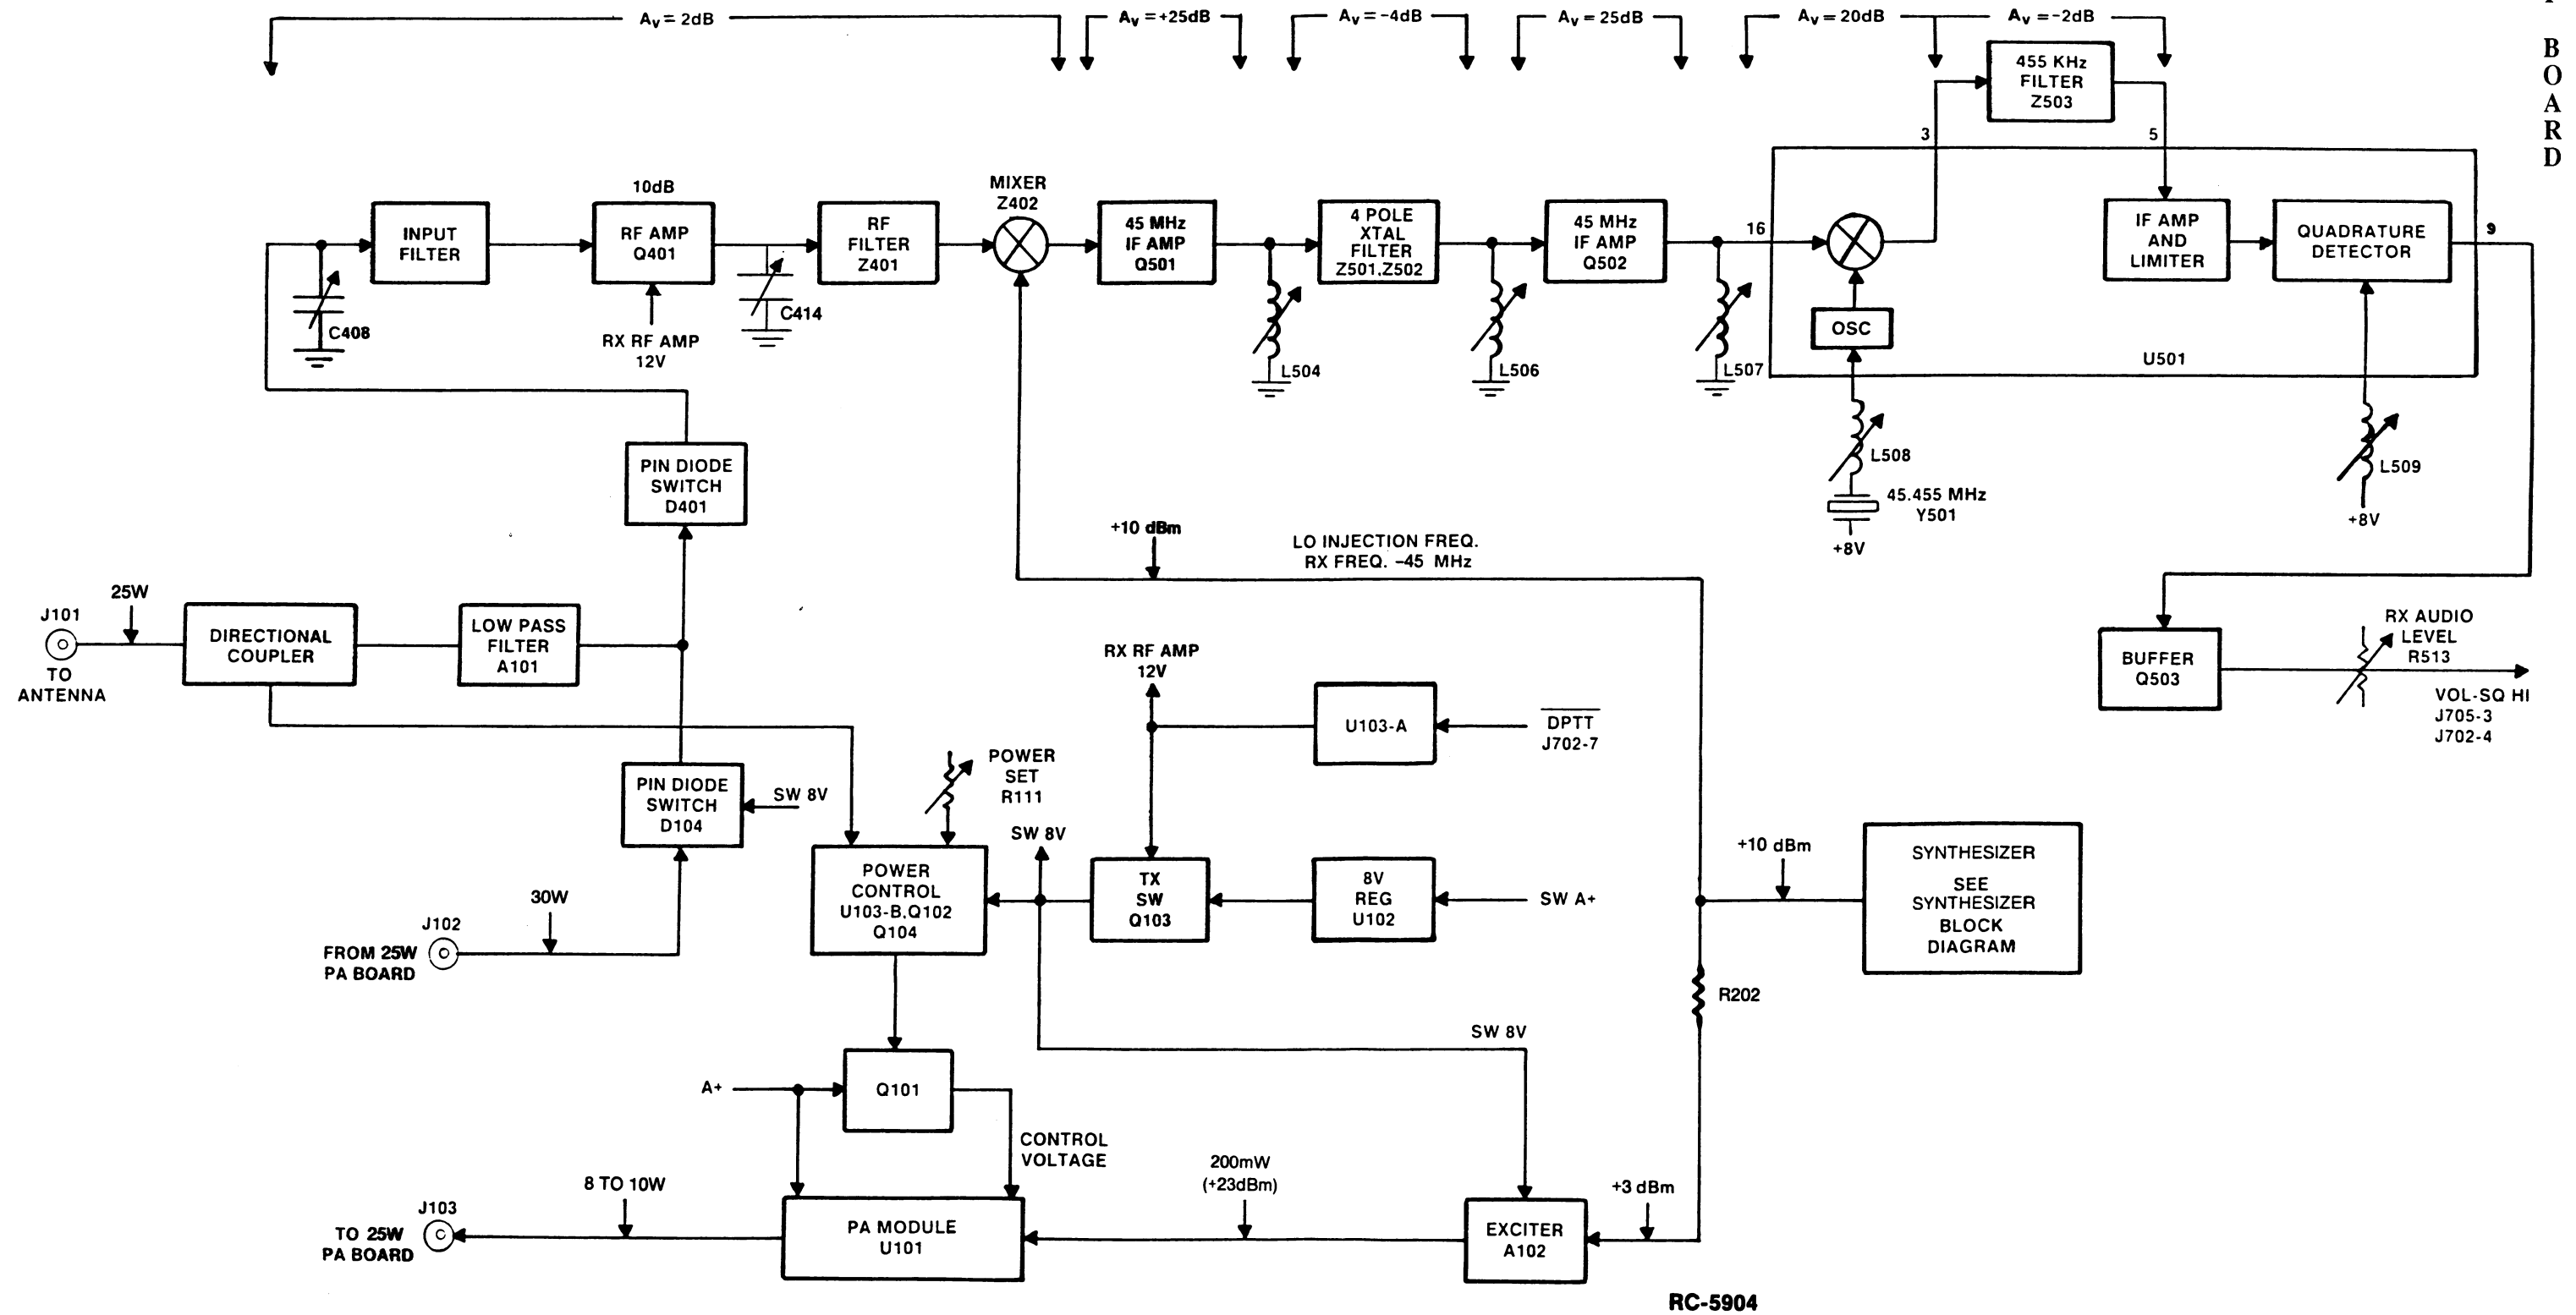 Av = 2dB
Av = +25dB
Av = -4dB
Av = 25dB
Av = 20dB
Av = -2dB
B
O
A
R
D
455 KHz
FILTER
Z503
3
5
INPUT
FILTER
10dB
RF AMP
Q401
RX RF AMP
12V
C408
C414
RF
FILTER
Z401
MIXER
Z402
45 MHz
IF AMP
Q501
L504
4 POLE
XTAL
FILTER
Z501,Z502
L506
45 MHz
IF AMP
Q502
L507
16
OSC
U501
IF AMP
AND
LIMITER
QUADRATURE
DETECTOR
9
L508
45.455 MHz
Y501
+8V
L509
+8V
PIN DIODE
SWITCH
D401
+10 dBm
LO INJECTION FREQ.
RX FREQ. -45 MHz
J101
TO
ANTENNA
25W
DIRECTIONAL
COUPLER
LOW PASS
FILTER
A101
RX RF AMP
12V
U103-A
DPTT
J702-7
BUFFER
Q503
RX AUDIO
LEVEL
R513
VOL-SQ HI
J705-3
J702-4
PIN DIODE
SWITCH
D104
SW 8V
POWER
SET
R111
SW 8V
POWER
CONTROL
U103-B,Q102
Q104
TX
SW
Q103
8V
REG
U102
SW A+
+10 dBm
SYNTHESIZER
SEE
SYNTHESIZER
BLOCK
DIAGRAM
J102
FROM 25W
PA BOARD
30W
R202
SW 8V
A+
Q101
CONTROL
VOLTAGE
J103
TO 25W
PA BOARD
8 TO 10W
PA MODULE
U101
200mW
(+23dBm)
EXCITER
A102
+3 dBm
RC-5904